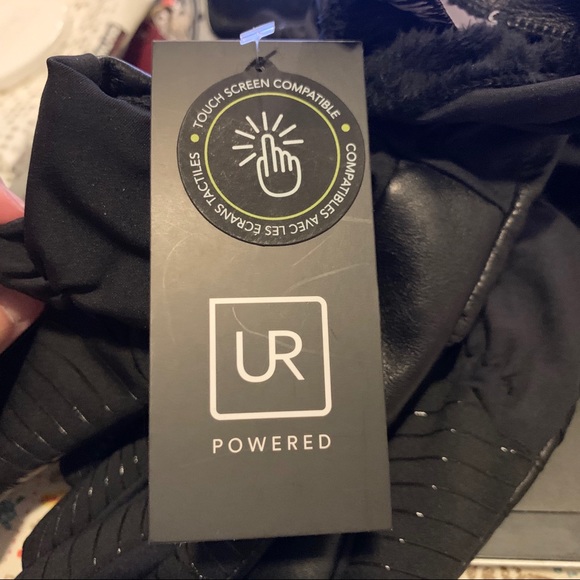 TOUCH SCREEN COMPATIBLE
COMPATIBLES AVEC LES ÉCRANS TACTILES
UR
POWERED